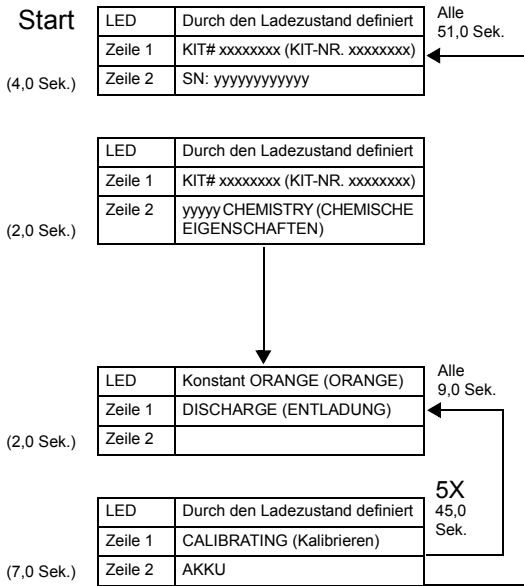 Start
LED Durch den Ladezustand definiert
Alle
51,0 Sek.
Zeile 1 KIT# xxxxxxxx (KIT-NR. xxxxxxxx)
(4,0 Sek.)
Zeile 2 SN: yyyyyyyyyyyy
LED Durch den Ladezustand definiert
Zeile 1 KIT# xxxxxxxx (KIT-NR. xxxxxxxx)
(2,0 Sek.)
Zeile 2 yyyyy CHEMISTRY (CHEMISCHE
EIGENSCHAFTEN)
LED Konstant ORANGE (ORANGE)
Alle
9,0 Sek.
Zeile 1 DISCHARGE (ENTLADUNG)
(2,0 Sek.)
Zeile 2
5X
45,0
Sek.
LED Durch den Ladezustand definiert
Zeile 1 CALIBRATING (Kalibrieren)
(7,0 Sek.)
Zeile 2 AKKU